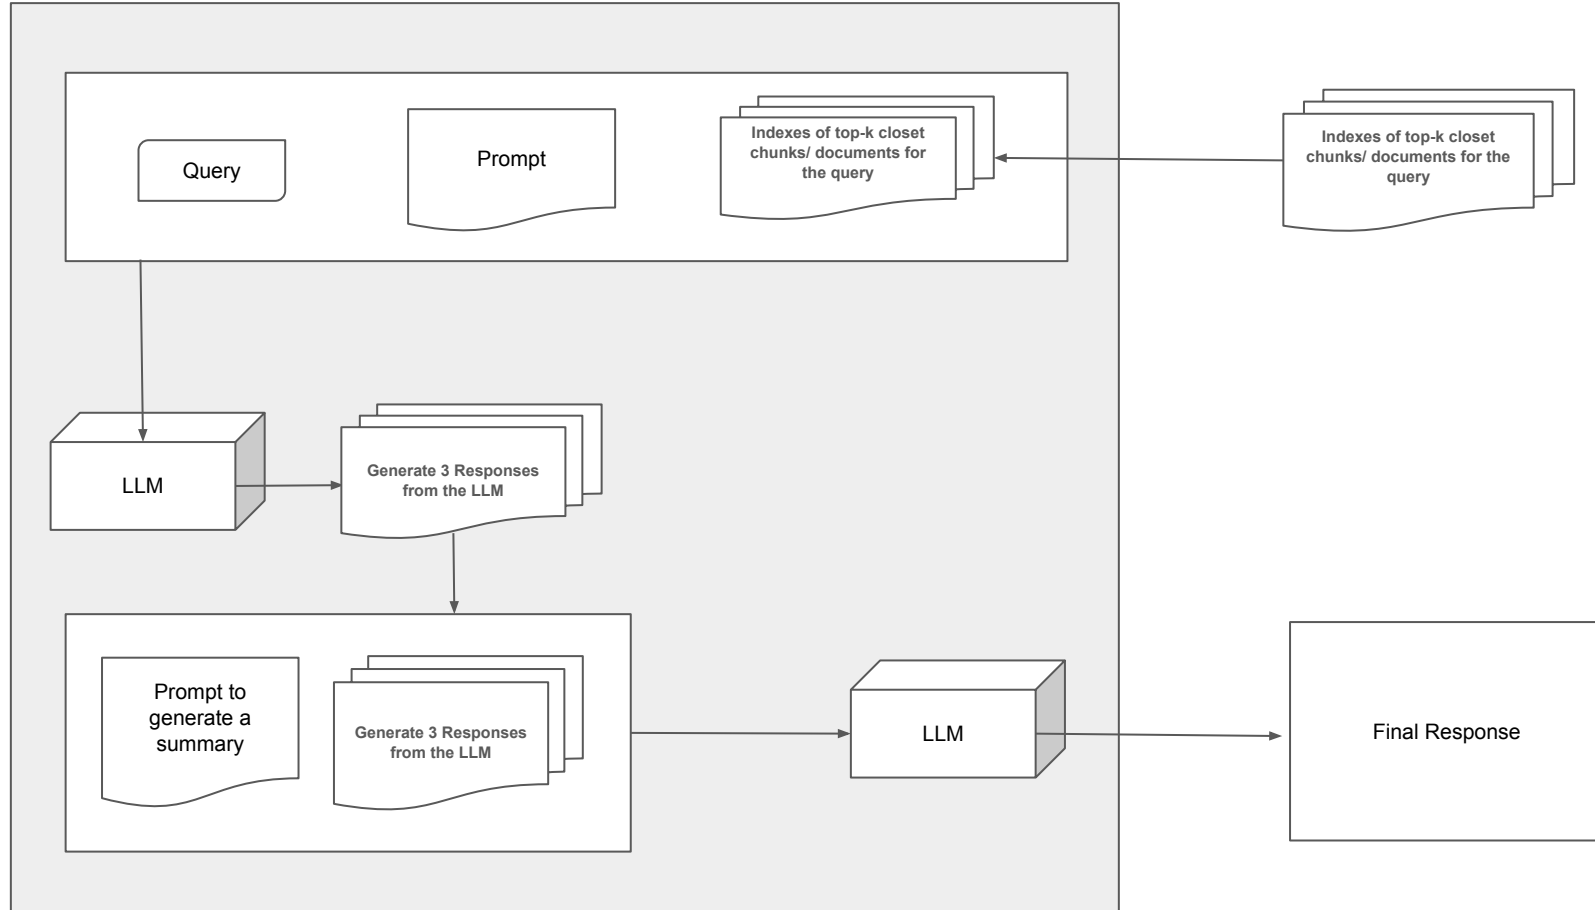 Query
Prompt
Indexes of top-k closet
chunks/ documents for
the query
Indexes of top-k closet
chunks/ documents for the
query
LLM
Generate 3 Responses
from the LLM
Prompt to
generate a
summary
Generate 3 Responses
from the LLM
LLM
Final Response